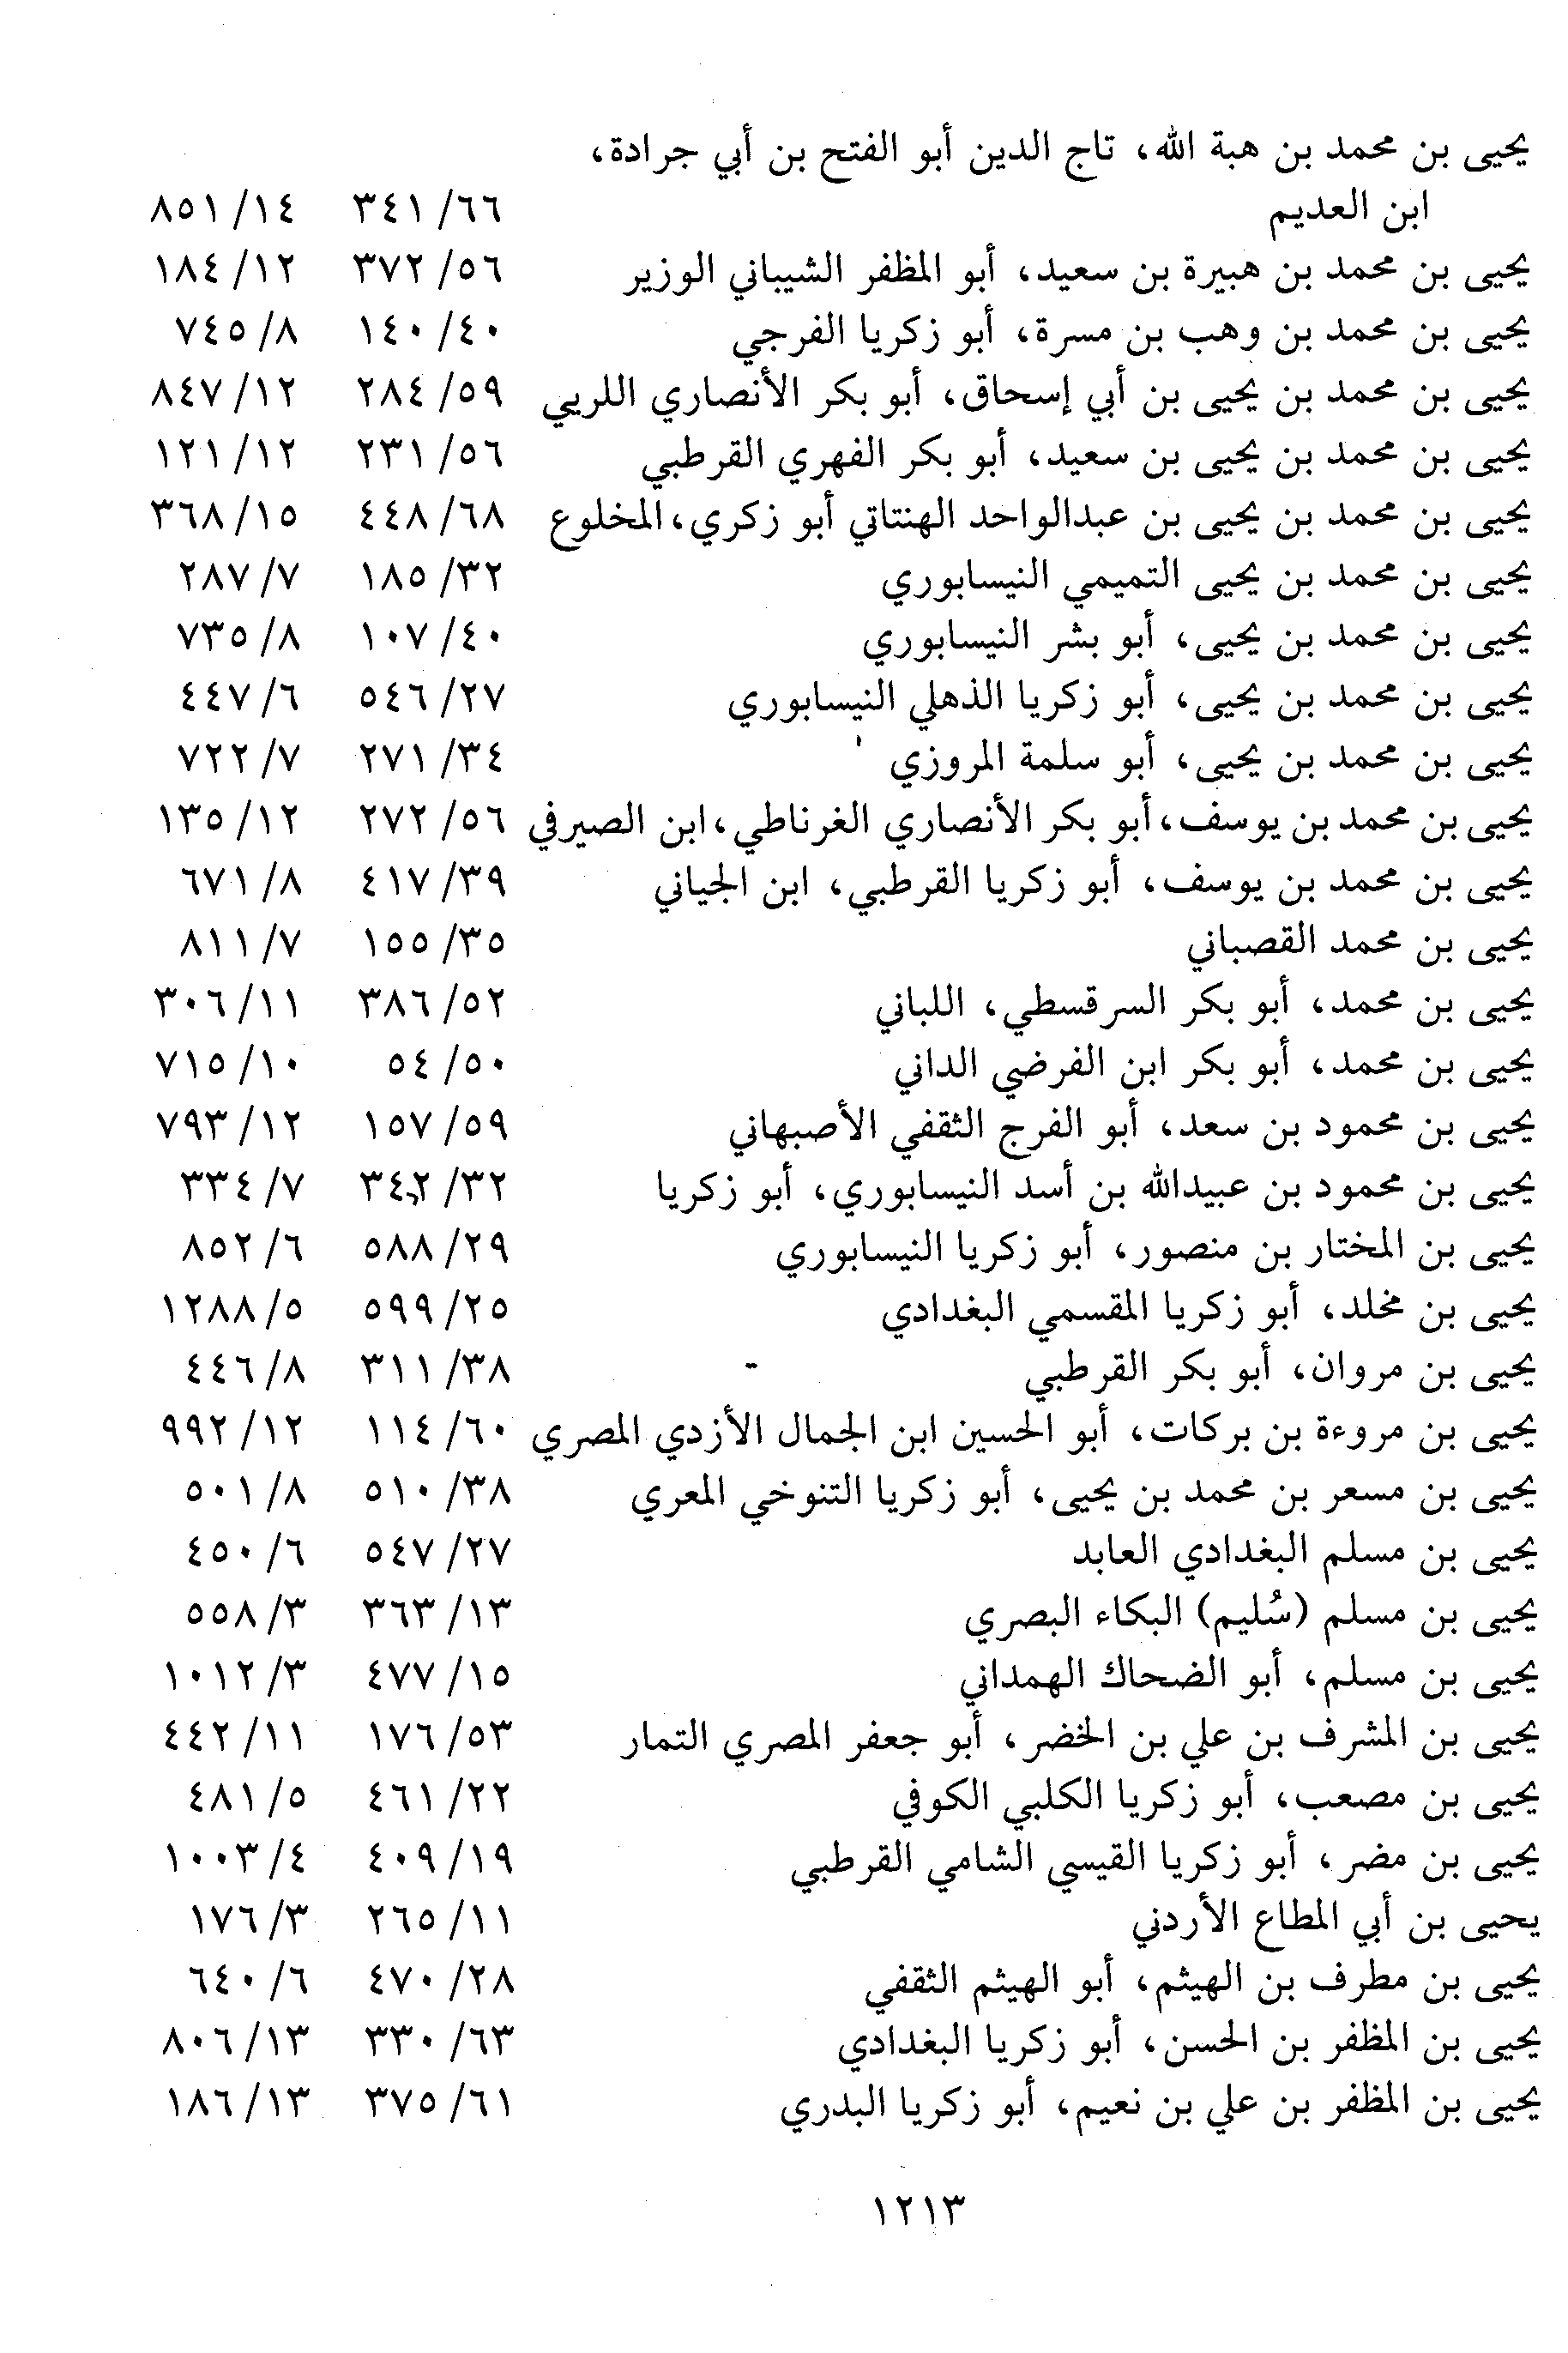 يحيى بن محمد بن هبة الله، تاج الدين أبو الفتح بن أبي جرادة،
ابن العديم ٦٦/ ٣٤١ ١٤/ ٨٥١
يحيى بن محمد بن هبيرة بن سعيد، أبو المظفر الشيباني الوزير ٥٦/ ٣٧٢ ١٢/ ١٨٤
يحيى بن محمد بن وهب بن مسرة، أبو زكريا الفرجي ٤٠/ ١٤٠ ٨/ ٧٤٥
يحيى بن محمد بن يحيى بن أبي إسحاق، أبو بكر الأنصاري اللريي ٥٩/ ٢٨٤ ١٢/ ٨٤٧
يحيى بن محمد بن يحيى بن سعيد، أبو بكر الفهري القرطبي ٥٦/ ٢٣١ ١٢/ ١٢١
يحيى بن محمد بن يحيى بن عبدالواحد الهنتاتي أبو زكري، المخلوع ٦٨/ ٤٤٨ ١٥/ ٣٦٨
يحيى بن محمد بن يحيى التميمي النيسابوري ٣٢/ ١٨٥ ٧/ ٢٨٧
يحيى بن محمد بن يحيى، أبو بشر النيسابوري ٤٠/ ١٠٧ ٨/ ٧٣٥
يحيى بن محمد بن يحيى، أبو زكريا الذهلي النيسابوري ٢٧/ ٥٤٦ ٦/ ٤٤٧
يحيى بن محمد بن يحيى، أبو سلمة المروزي ٣٤/ ٢٧١ ٧/ ٧٢٢
يحيى بن محمد بن يوسف، أبو بكر الأنصاري الغرناطي، ابن الصيرفي ٥٦/ ٢٧٢ ١٢/ ١٣٥
يحيى بن محمد بن يوسف، أبو زكريا القرطبي، ابن الجياني ٣٩/ ٤١٧ ٨/ ٦٧١
يحيى بن محمد القصباني ٣٥/ ١٥٥ ٧/ ٨١١
يحيى بن محمد، أبو بكر السرقسطي، اللباني ٥٢/ ٣٨٦ ١١/ ٣٠٦
يحيى بن محمد، أبو بكر ابن الفرضي الداني ٥٠/ ٥٤ ١٠/ ٧١٥
يحيى بن محمود بن سعد، أبو الفرج الثقفي الأصبهاني ٥٩/ ١٥٧ ١٢/ ٧٩٣
يحيى بن محمود بن عبيدالله بن أسد النيسابوري، أبو زكريا ٣٢/ ٣٤٢ ٧/ ٣٣٤
يحيى بن المختار بن منصور، أبو زكريا النيسابوري ٢٩/ ٥٨٨ ٦/ ٨٥٢
يحيى بن مخلد، أبو زكريا المقسمي البغدادي ٢٥/ ٥٩٩ ٥/ ١٢٨٨
يحيى بن مروان، أبو بكر القرطبي ٣٨/ ٣١١ ٨/ ٤٤٦
يحيى بن مروءة بن بركات، أبو الحسين ابن الجمال الأزدي المصري ٦٠/ ١١٤ ١٢/ ٩٩٢
يحيى بن مسعر بن محمد بن يحيى، أبو زكريا التنوخي المعري ٣٨/ ٥١٠ ٨/ ٥٠١
يحيى بن مسلم البغدادي العابد ٢٧/ ٥٤٧ ٦/ ٤٥٠
يحيى بن مسلم (سُليم) البكاء البصري ١٣/ ٣٦٣ ٣/ ٥٥٨
يحيى بن مسلم، أبو الضحاك الهمداني ١٥/ ٤٧٧ ٣/ ١٠١٢
يحيى بن المشرف بن علي بن الخضر، أبو جعفر المصري التمار ٥٣/ ١٧٦ ١١/ ٤٤٢
يحيى بن مصعب، أبو زكريا الكلبي الكوفي ٢٢/ ٤٦١ ٥/ ٤٨١
يحيى بن مضر، أبو زكريا القيسي الشامي القرطبي ١٩/ ٤٠٩ ٤/ ١٠٠٣
يحيى بن أبي المطاع الأردني ١١/ ٢٦٥ ٣/ ١٧٦
يحيى بن مطرف بن الهيثم، أبو الهيثم الثقفي ٢٨/ ٤٧٠ ٦/ ٦٤٠
يحيى بن المظفر بن الحسن، أبو زكريا البغدادي ٦٣/ ٣٣٠ ١٣/ ٨٠٦
يحيى بن المظفر بن علي بن نعيم، أبو زكريا البدري ٦١/ ٣٧٥ ١٣/ ١٨٦
١٢١٣